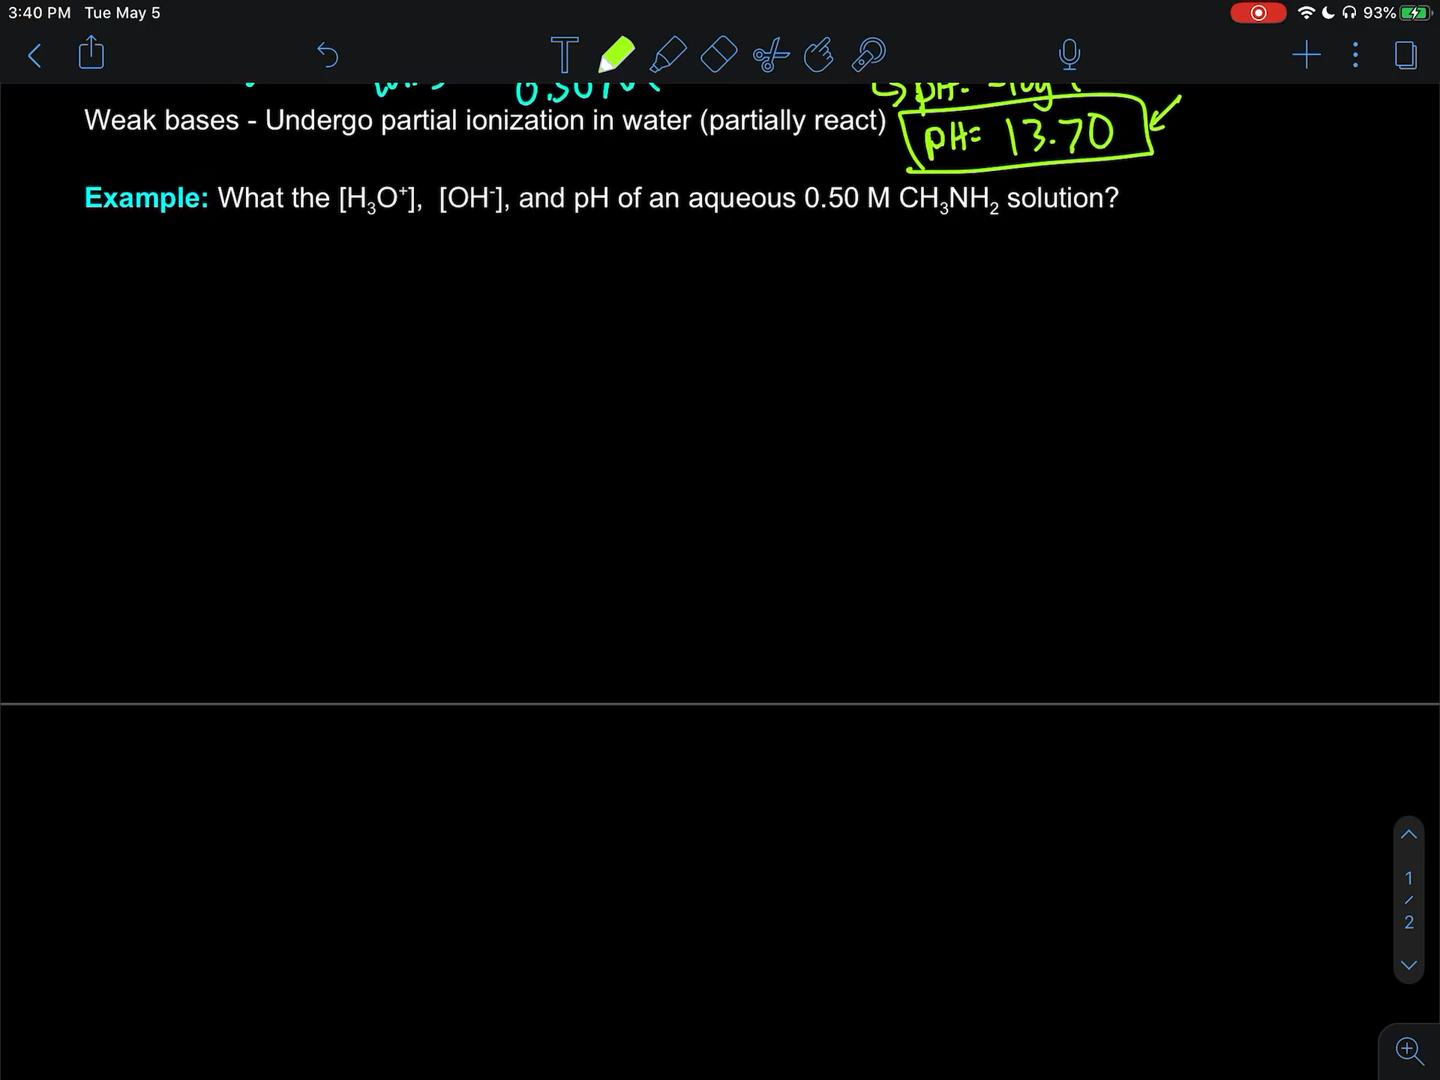 3:40 PM Tue May 5
93%
T
pH=
Weak bases - Undergo partial ionization in water (partially react)
pH= 13.70
Example: What the [H₃O⁺], [OH⁻], and pH of an aqueous 0.50 M CH₃NH₂ solution?
1
/
2